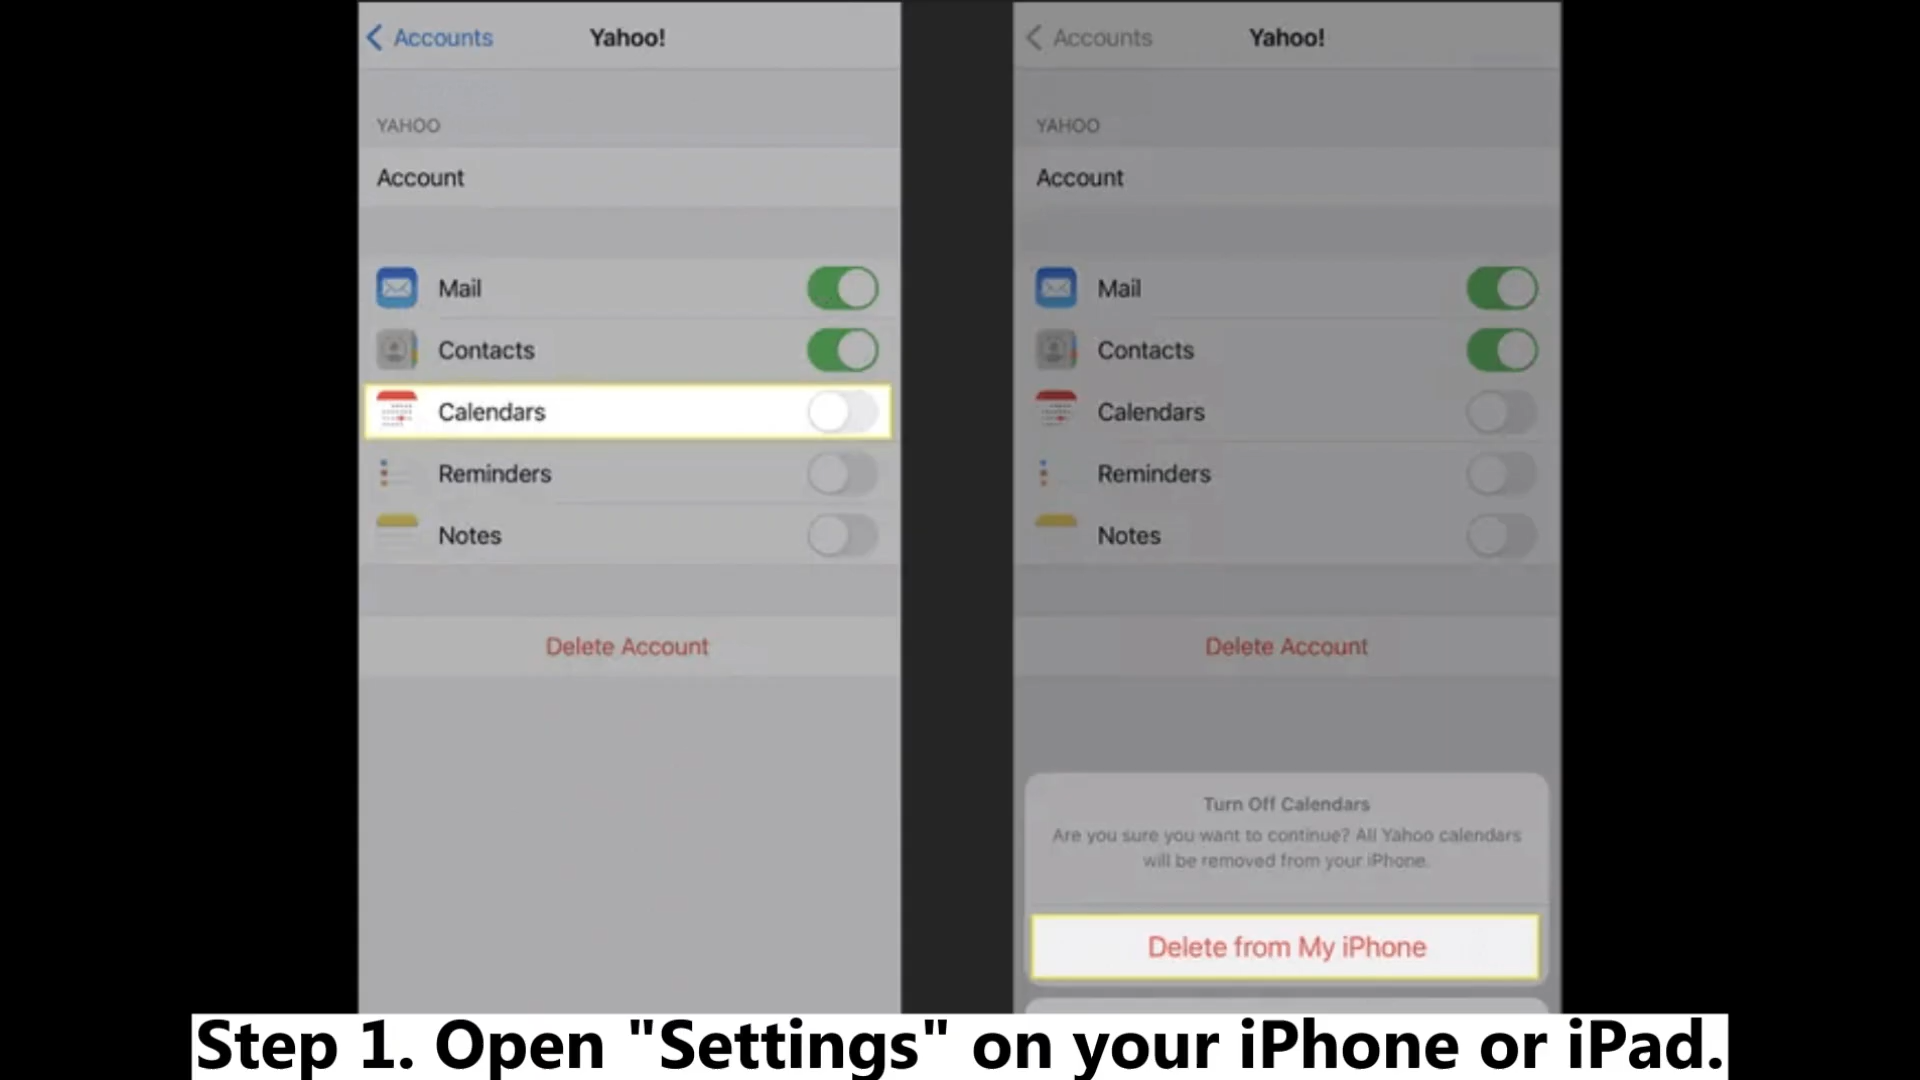 Accounts
Yahoo!
YAHOO
Account
Mail
Contacts
Calendars
Reminders
Notes
Delete Account
Accounts
Yahoo!
YAHOO
Account
Mail
Contacts
Calendars
Reminders
Notes
Delete Account
Turn Off Calendars
Are you sure you want to continue? All Yahoo calendars
will be removed from your iPhone.
Delete from My iPhone
Step 1. Open "Settings" on your iPhone or iPad.